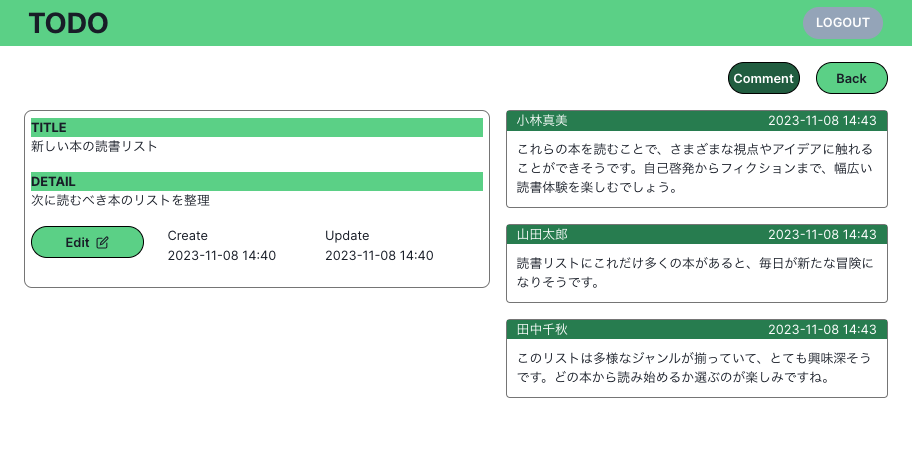 TODO
LOGOUT
Comment
Back
TITLE
新しい本の読書リスト
DETAIL
次に読むべき本のリストを整理
Edit
Create
2023-11-08 14:40
Update
2023-11-08 14:40
小林真美 2023-11-08 14:43
これらの本を読むことで、さまざまな視点やアイデアに触れる
ことができそうです。自己啓発からフィクションまで、幅広い
読書体験を楽しむでしょう。
山田太郎 2023-11-08 14:43
読書リストにこれだけ多くの本があると、毎日が新たな冒険に
なりそうです。
田中千秋 2023-11-08 14:43
このリストは多様なジャンルが揃っていて、とても興味深そう
です。どの本から読み始めるか選ぶのが楽しみですね。